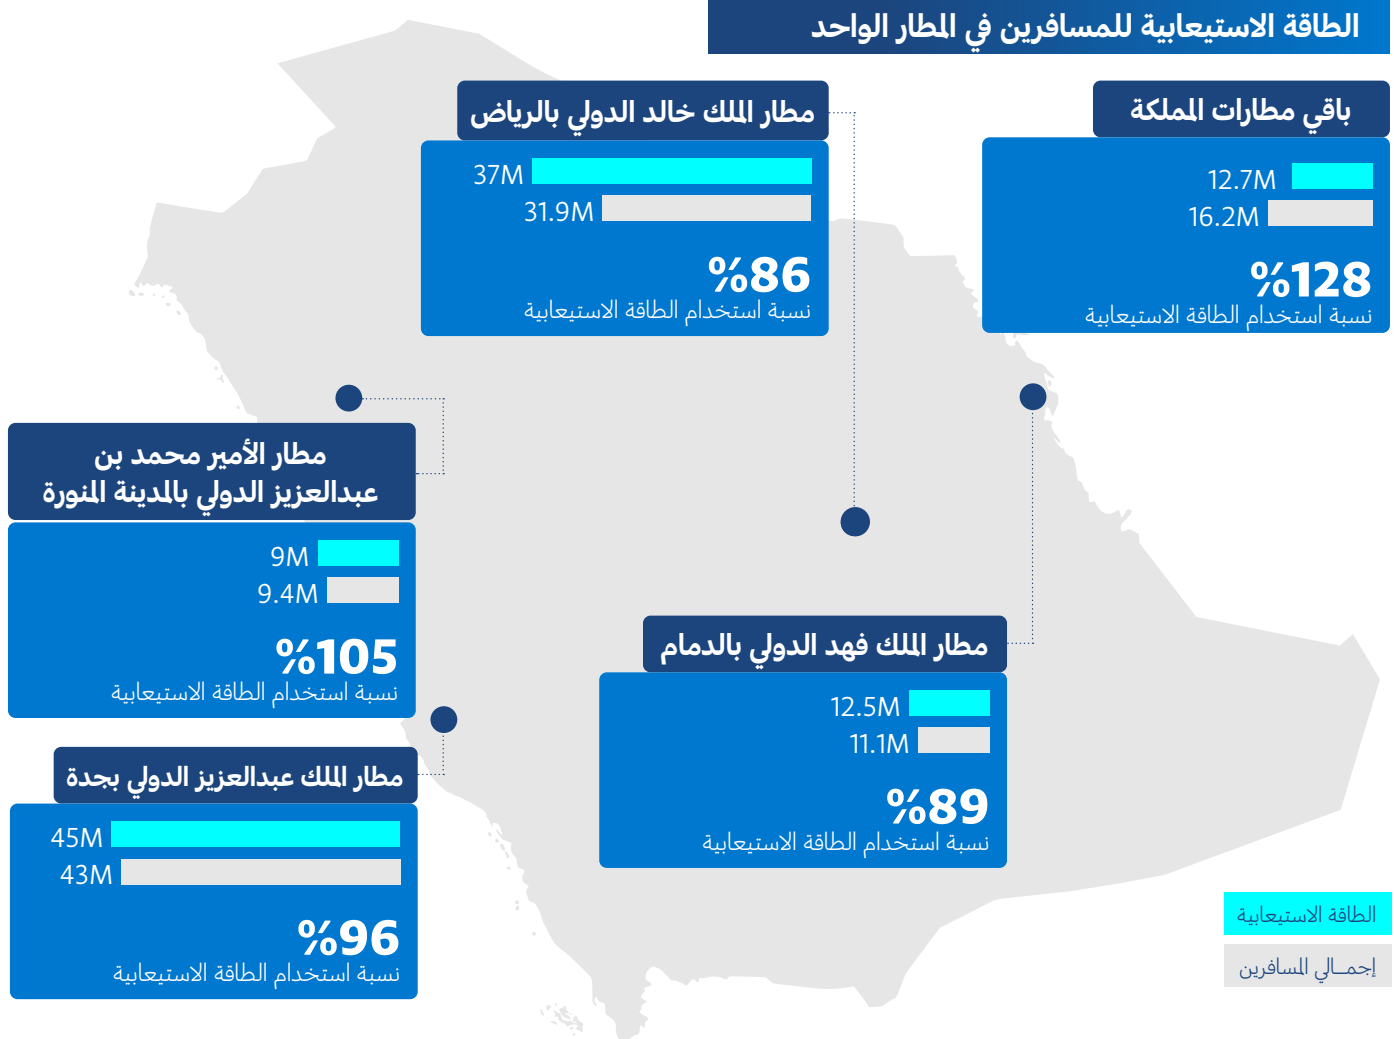 الطاقة الاستيعابية للمسافرين في المطار الواحد
باقي مطارات المملكة
12.7M
16.2M
%128
نسبة استخدام الطاقة الاستيعابية
مطار الملك خالد الدولي بالرياض
37M
31.9M
%86
نسبة استخدام الطاقة الاستيعابية
مطار الأمير محمد بن
عبدالعزيز الدولي بالمدينة المنورة
9M
9.4M
%105
نسبة استخدام الطاقة الاستيعابية
مطار الملك فهد الدولي بالدمام
12.5M
11.1M
%89
نسبة استخدام الطاقة الاستيعابية
مطار الملك عبدالعزيز الدولي بجدة
45M
43M
%96
نسبة استخدام الطاقة الاستيعابية
الطاقة الاستيعابية
إجمـــالي المسافرين